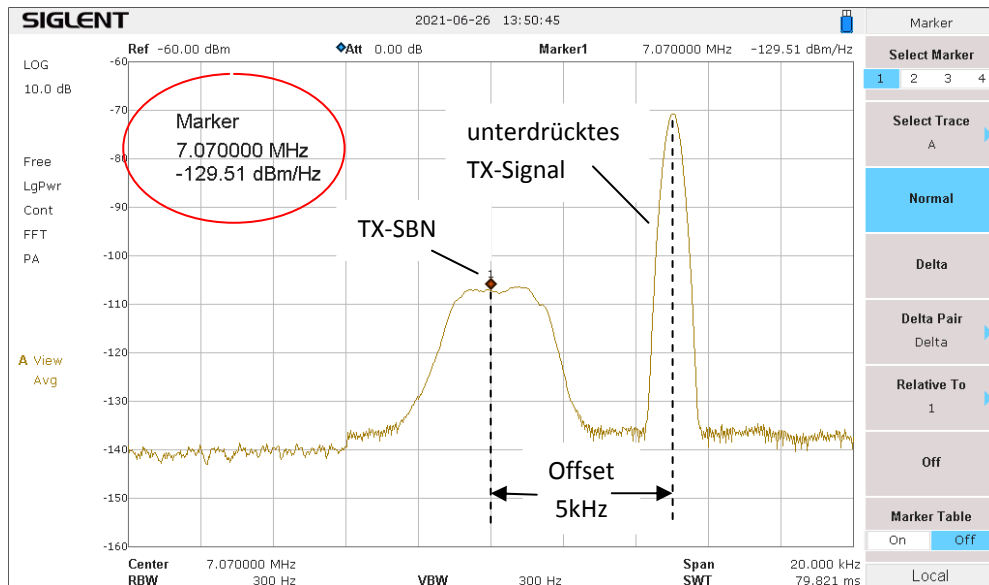 SIGLENT
2021-06-26 13:50:45
Marker
Ref -60.00 dBm Att 0.00 dB Marker1 7.070000 MHz -129.51 dBm/Hz
LOG
10.0 dB
Free
LgPwr
Cont
FFT
PA
A View
Avg
-60
-70
-80
-90
-100
-110
-120
-130
-140
-150
-160
Marker
7.070000 MHz
-129.51 dBm/Hz
unterdrücktes
TX-Signal
TX-SBN
1
Offset
5kHz
Center 7.070000 MHz Span 20.000 kHz
RBW 300 Hz VBW 300 Hz SWT 79.821 ms
Select Marker
1 2 3 4
Select Trace
A
Normal
Delta
Delta Pair
Delta
Relative To
1
Off
Marker Table
On Off
Local